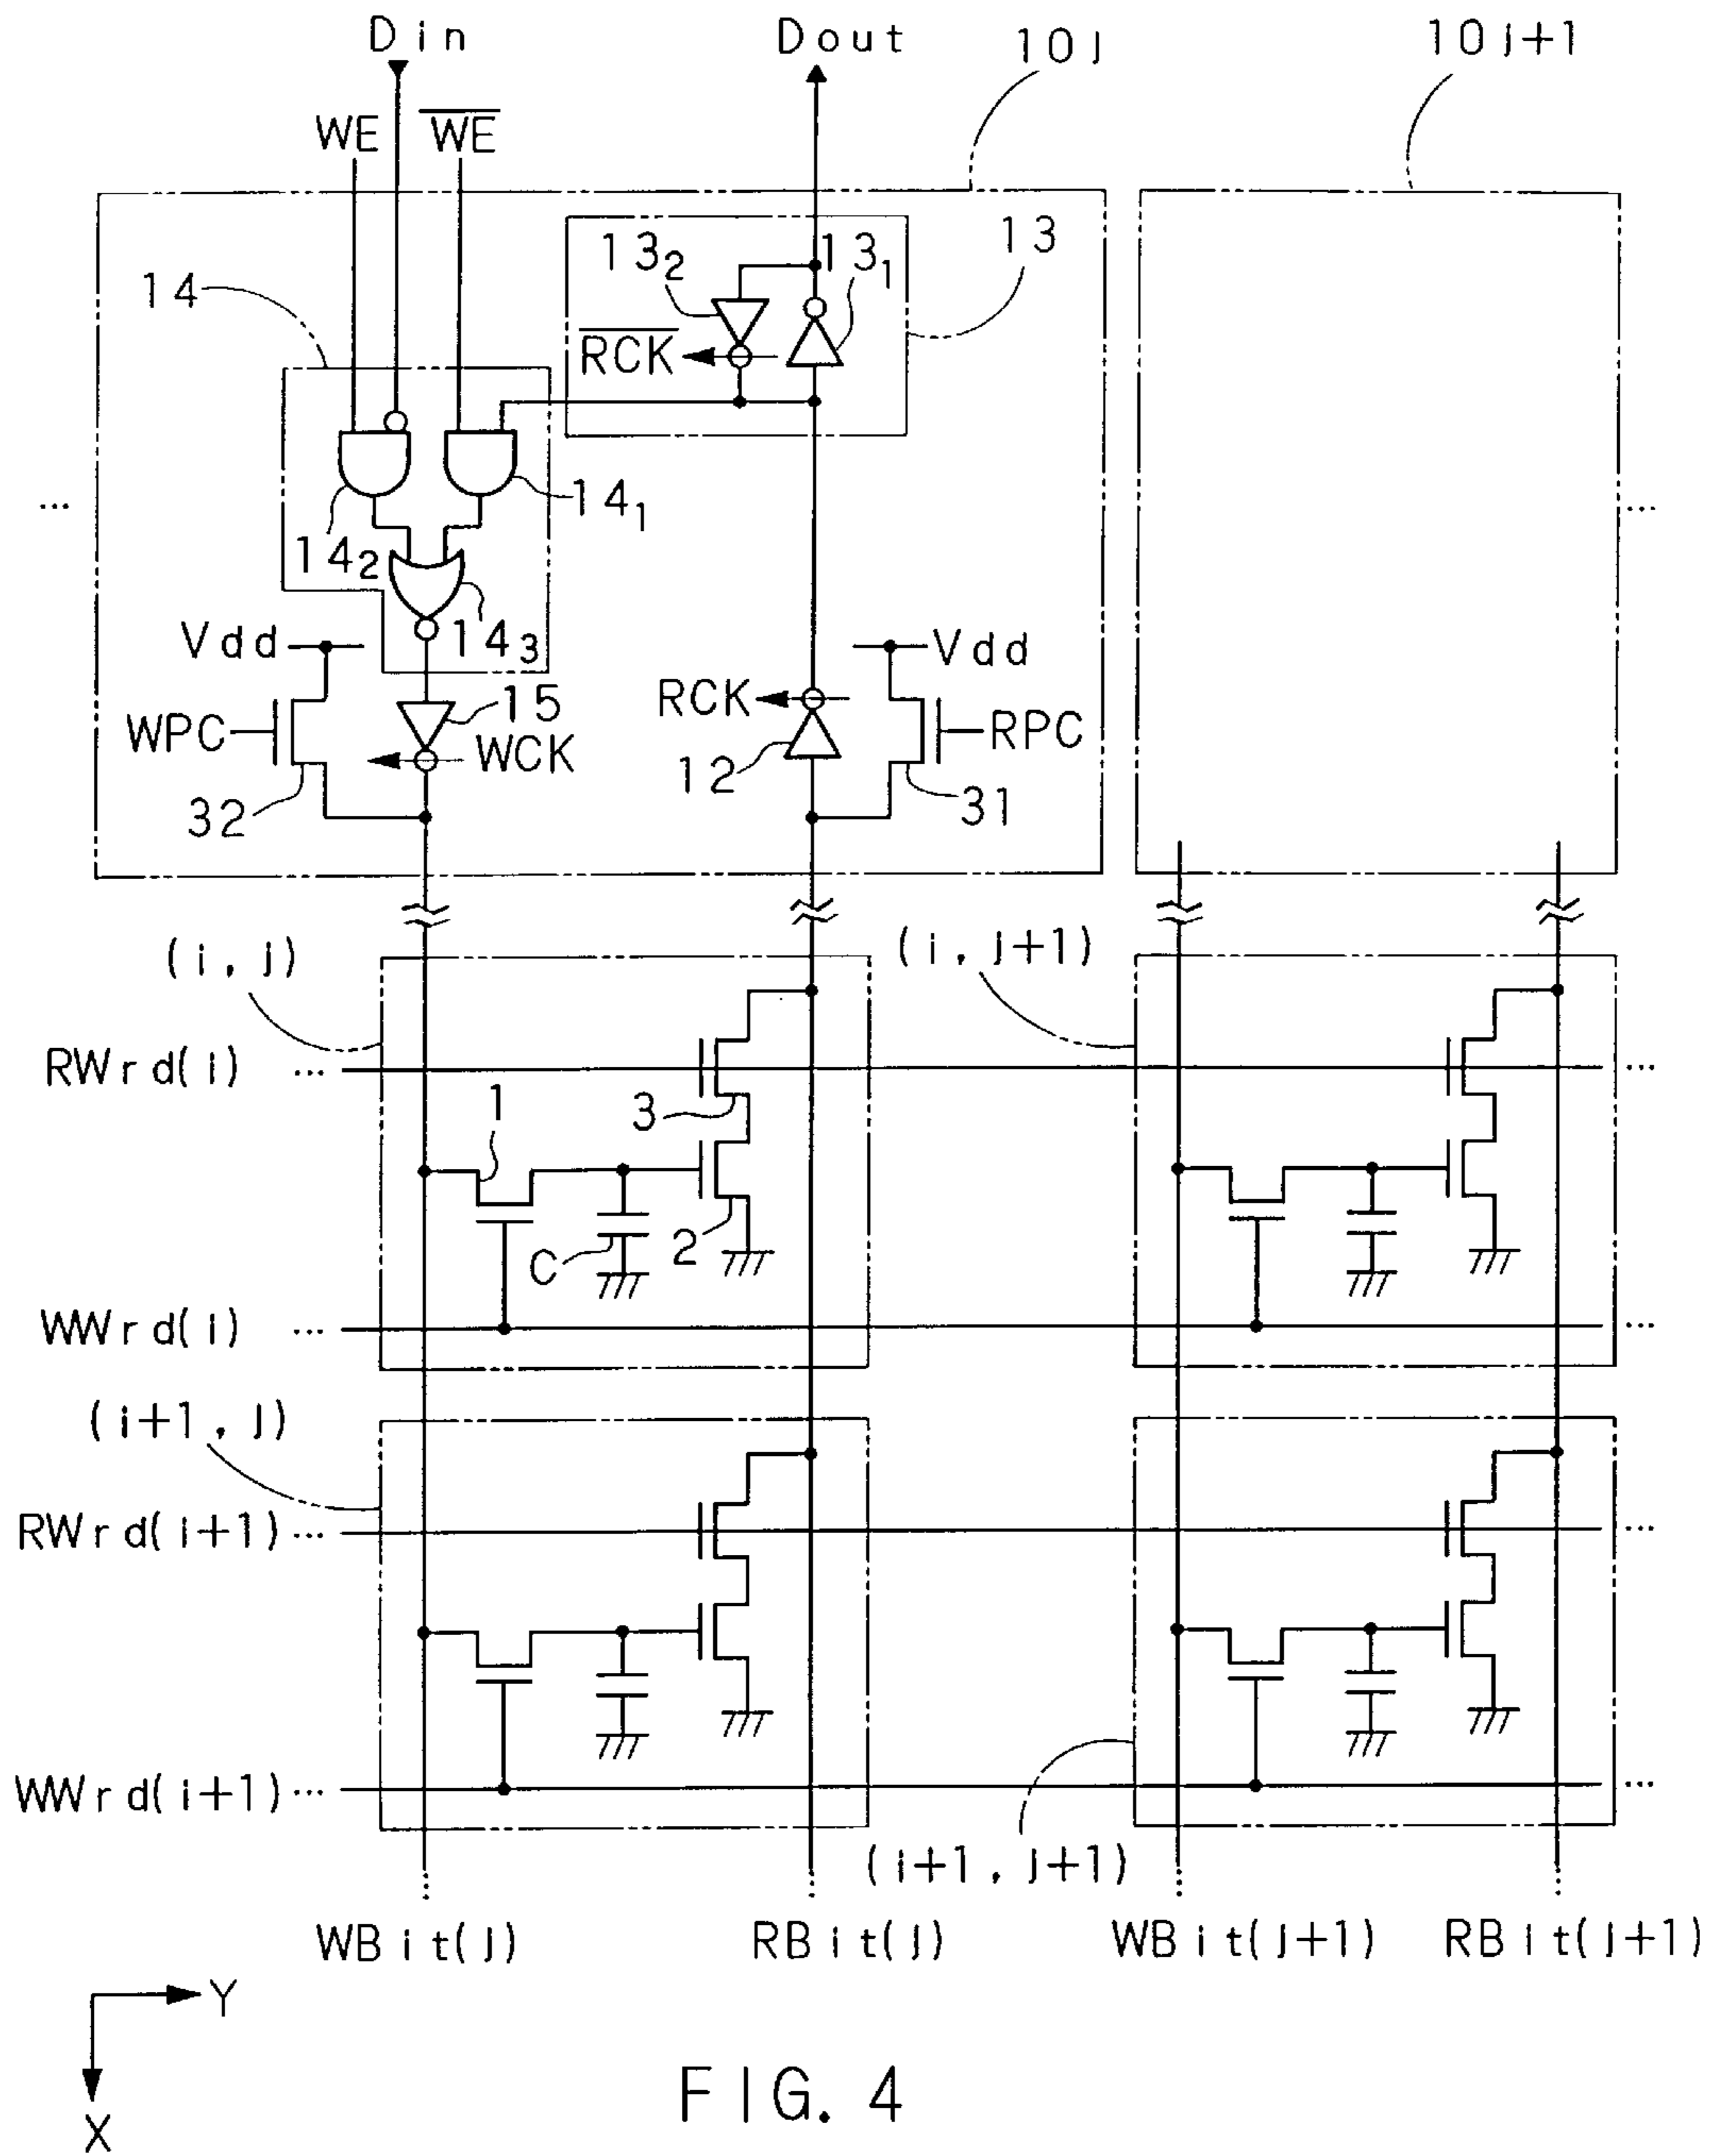 Din
Dout
10j
10j+1
WE
WE
13₂
13₁
13
14
RCK
14₂
14₁
14₃
Vdd
Vdd
RCK
15
WPC
WCK
12
RPC
32
31
...
...
(i, j)
(i, j+1)
RWrd(i) ...
...
3
1
C
2
WWrd(i) ...
...
(i+1, j)
RWrd(i+1) ...
...
WWrd(i+1) ...
...
(i+1, j+1)
WBit(j)
RBit(j)
WBit(j+1)
RBit(j+1)
Y
X
FIG. 4